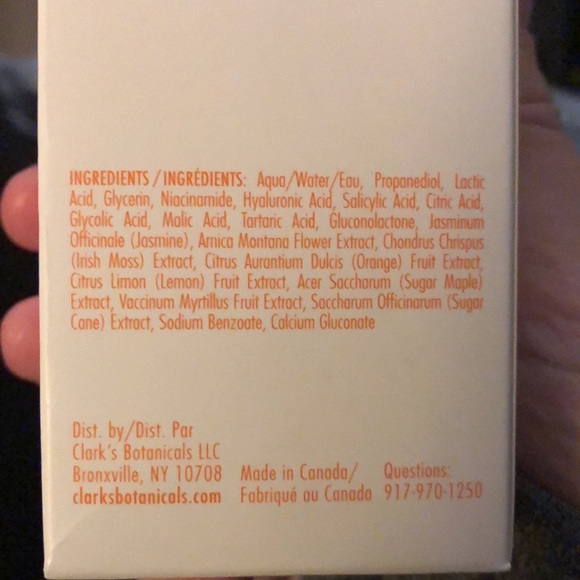 INGREDIENTS / INGRÉDIENTS: Aqua/Water/Eau, Propanediol, Lactic
Acid, Glycerin, Niacinamide, Hyaluronic Acid, Salicylic Acid, Citric Acid,
Glycolic Acid, Malic Acid, Tartaric Acid, Gluconolactone, Jasminum
Officinale (Jasmine), Arnica Montana Flower Extract, Chondrus Chrispus
(Irish Moss) Extract, Citrus Aurantium Dulcis (Orange) Fruit Extract,
Citrus Limon (Lemon) Fruit Extract, Acer Saccharum (Sugar Maple)
Extract, Vaccinum Myrtillus Fruit Extract, Saccharum Officinarum (Sugar
Cane) Extract, Sodium Benzoate, Calcium Gluconate
Dist. by/Dist. Par
Clark's Botanicals LLC
Bronxville, NY 10708
clarksbotanicals.com
Made in Canada/
Fabriqué au Canada
Questions:
917-970-1250